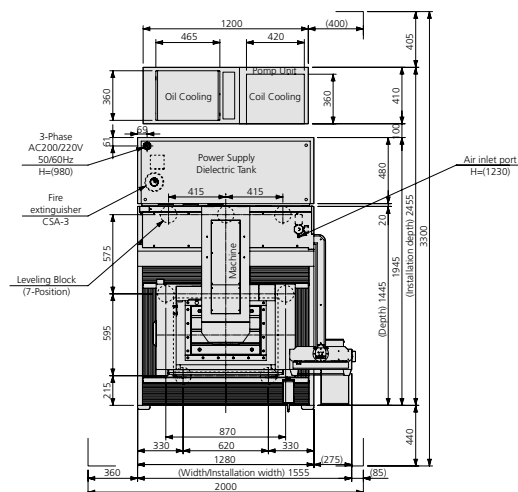 1200
(400)
465
420
405
Pomp Unit
Oil Cooling
Coil Cooling
360
360
410
69
61
3-Phase
AC200/220V
50/60Hz
H=(980)
Power Supply
Dielectric Tank
Air inlet port
H=(1230)
480
Fire
extinguisher
CSA-3
415
415
20
Leveling Block
(7-Position)
Machine
575
595
215
(Depth) 1445
1945
(Installation depth) 2455
3300
440
870
330
620
330
1280
(275)
360
(Width/Installation width) 1555
(85)
2000